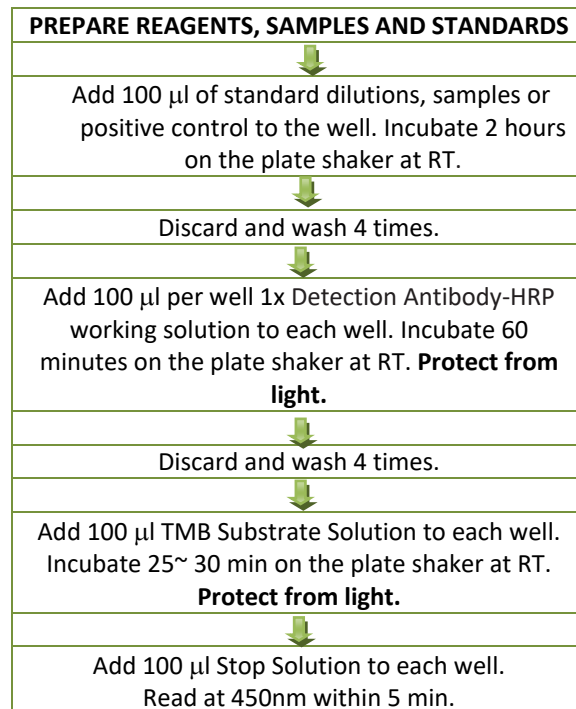 PREPARE REAGENTS, SAMPLES AND STANDARDS
Add 100 μl of standard dilutions, samples or
positive control to the well. Incubate 2 hours
on the plate shaker at RT.
Discard and wash 4 times.
Add 100 μl per well 1x Detection Antibody-HRP
working solution to each well. Incubate 60
minutes on the plate shaker at RT. Protect from
light.
Discard and wash 4 times.
Add 100 μl TMB Substrate Solution to each well.
Incubate 25~ 30 min on the plate shaker at RT.
Protect from light.
Add 100 μl Stop Solution to each well.
Read at 450nm within 5 min.